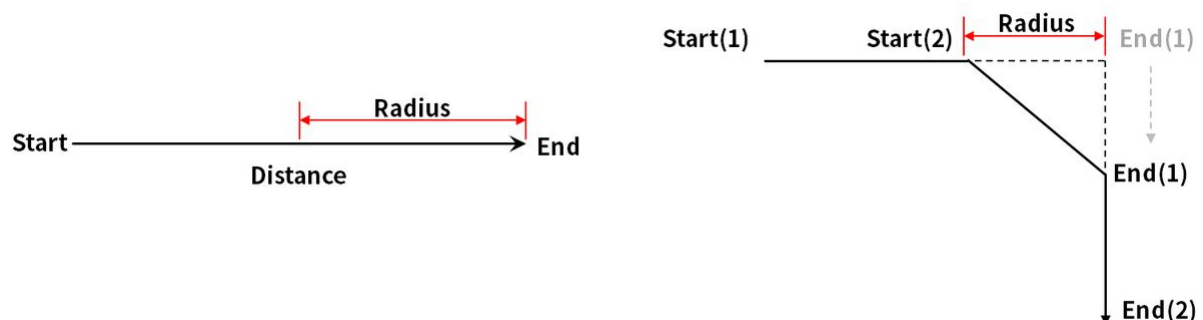 Radius
Start
End
Distance
Radius
Start(1)
Start(2)
End(1)
End(1)
End(2)